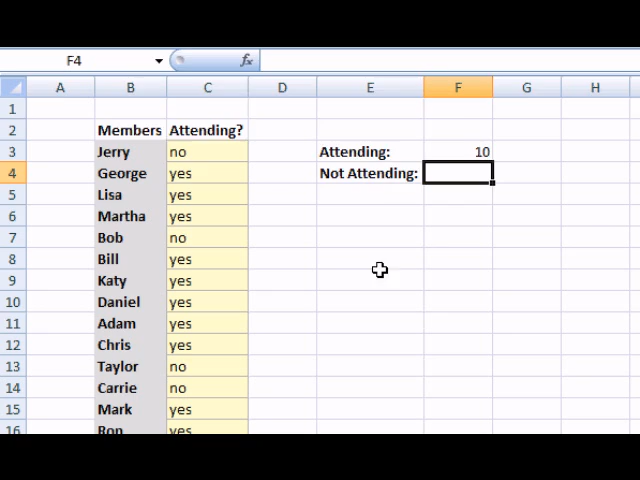 F4 fx
A B C D E F G H
1
2 Members Attending?
3 Jerry no Attending: 10
4 George yes Not Attending:
5 Lisa yes
6 Martha yes
7 Bob no
8 Bill yes
9 Katy yes
10 Daniel yes
11 Adam yes
12 Chris yes
13 Taylor no
14 Carrie no
15 Mark yes
16 Ron yes